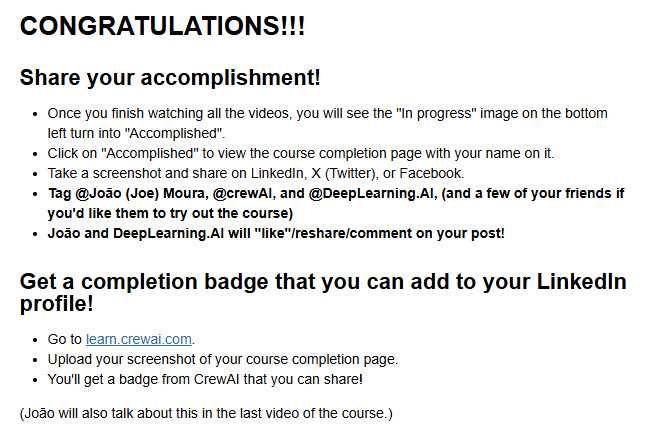 CONGRATULATIONS!!!
Share your accomplishment!
Once you finish watching all the videos, you will see the "In progress" image on the bottom
left turn into "Accomplished".
Click on "Accomplished" to view the course completion page with your name on it.
Take a screenshot and share on LinkedIn, X (Twitter), or Facebook.
Tag @João (Joe) Moura, @crewAI, and @DeepLearning.AI, (and a few of your friends if
you'd like them to try out the course)
João and DeepLearning.AI will "like"/reshare/comment on your post!
Get a completion badge that you can add to your LinkedIn
profile!
Go to learn.crewai.com.
Upload your screenshot of your course completion page.
You'll get a badge from CrewAI that you can share!
(João will also talk about this in the last video of the course.)